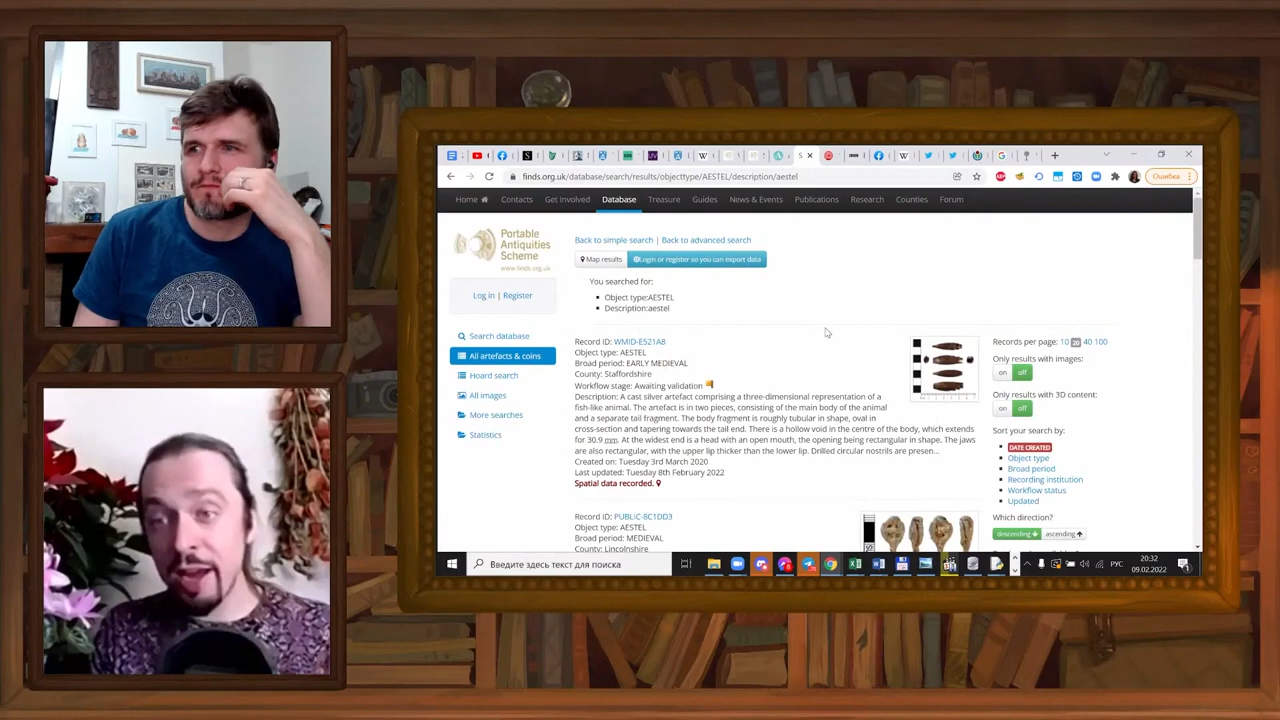 finds.org.uk/database/search/results/objecttype/AESTEL/description/aestel
Ошибка
Home
Contacts
Get Involved
Database
Treasure
Guides
News & Events
Publications
Research
Counties
Forum
Portable
Antiquities
Scheme
www.finds.org.uk
Log in | Register
Search database
All artefacts & coins
Hoard search
All images
More searches
Statistics
Back to simple search | Back to advanced search
Map results
Login or register so you can export data
You searched for:
Object type:AESTEL
Description:aestel
Record ID: WMID-E521A8
Object type: AESTEL
Broad period: EARLY MEDIEVAL
County: Staffordshire
Workflow stage: Awaiting validation
Description: A cast silver artefact comprising a three-dimensional representation of a
fish-like animal. The artefact is in two pieces, consisting of the main body of the animal
and a separate tail fragment. The body fragment is roughly tubular in shape, oval in
cross-section and tapering towards the tail end. There is a hollow void in the centre of the body, which extends
for 30.9 mm. At the widest end is a head with an open mouth, the opening being rectangular in shape. The jaws
are also rectangular, with the upper lip thicker than the lower lip. Drilled circular nostrils are presen...
Created on: Tuesday 3rd March 2020
Last updated: Tuesday 8th February 2022
Spatial data recorded.
Record ID: PUBLIC-8C1DD3
Object type: AESTEL
Broad period: MEDIEVAL
County: Lincolnshire
Records per page: 10 20 40 100
Only results with images:
on off
Only results with 3D content:
on off
Sort your search by:
DATE CREATED
Object type
Broad period
Recording institution
Workflow status
Updated
Which direction?
descending ascending
Введите здесь текст для поиска
РУС
20:32
09.02.2022